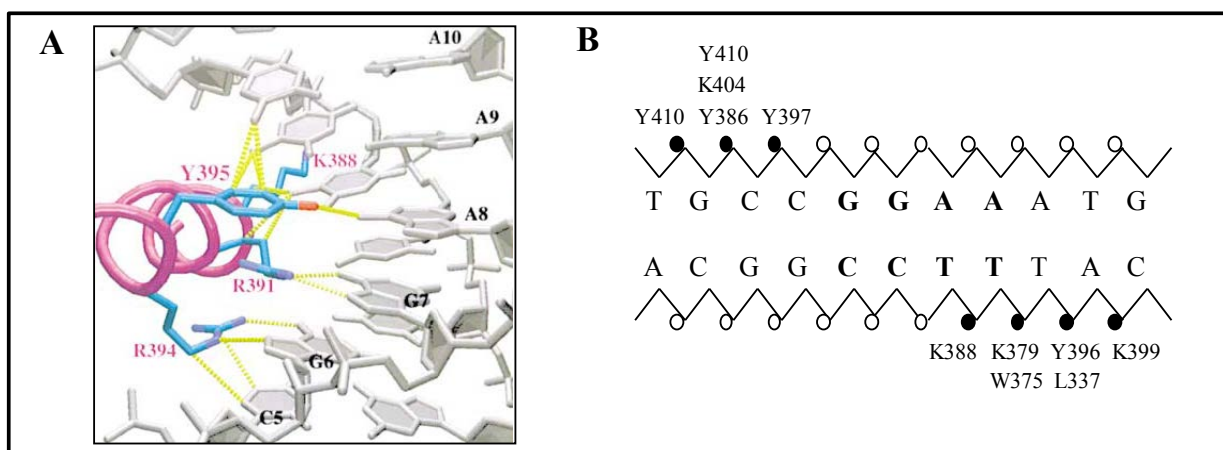 A
A10
A9
K388
Y395
A8
R391
G7
R394
G6
C5
B
Y410
K404
Y410 Y386 Y397
T G C C G G A A A T G
A C G G C C T T T A C
K388 K379 Y396 K399
W375 L337